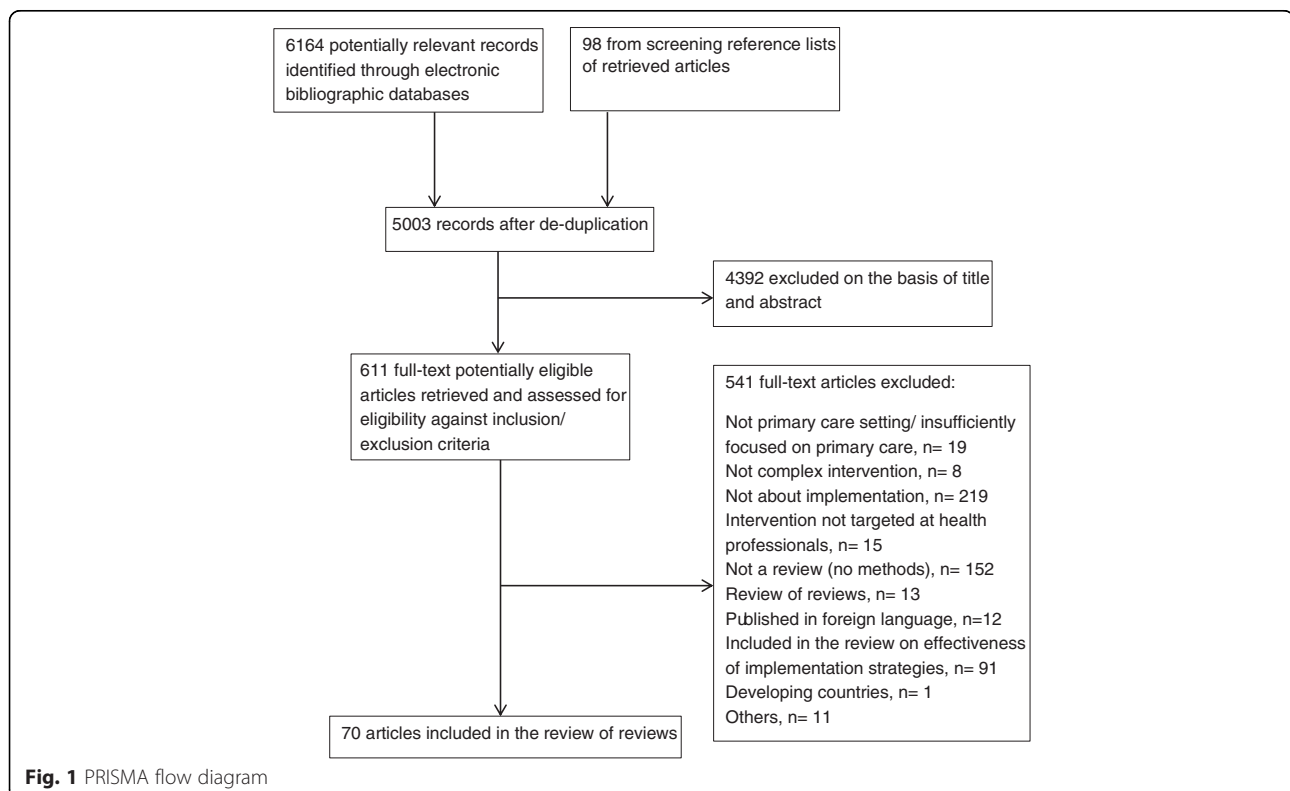 6164 potentially relevant records
identified through electronic
bibliographic databases
98 from screening reference lists
of retrieved articles
5003 records after de-duplication
4392 excluded on the basis of title
and abstract
611 full-text potentially eligible
articles retrieved and assessed for
eligibility against inclusion/
exclusion criteria
541 full-text articles excluded:
Not primary care setting/ insufficiently
focused on primary care, n= 19
Not complex intervention, n= 8
Not about implementation, n= 219
Intervention not targeted at health
professionals, n= 15
Not a review (no methods), n= 152
Review of reviews, n= 13
Published in foreign language, n=12
Included in the review on effectiveness
of implementation strategies, n= 91
Developing countries, n= 1
Others, n= 11
70 articles included in the review of reviews
Fig. 1 PRISMA flow diagram